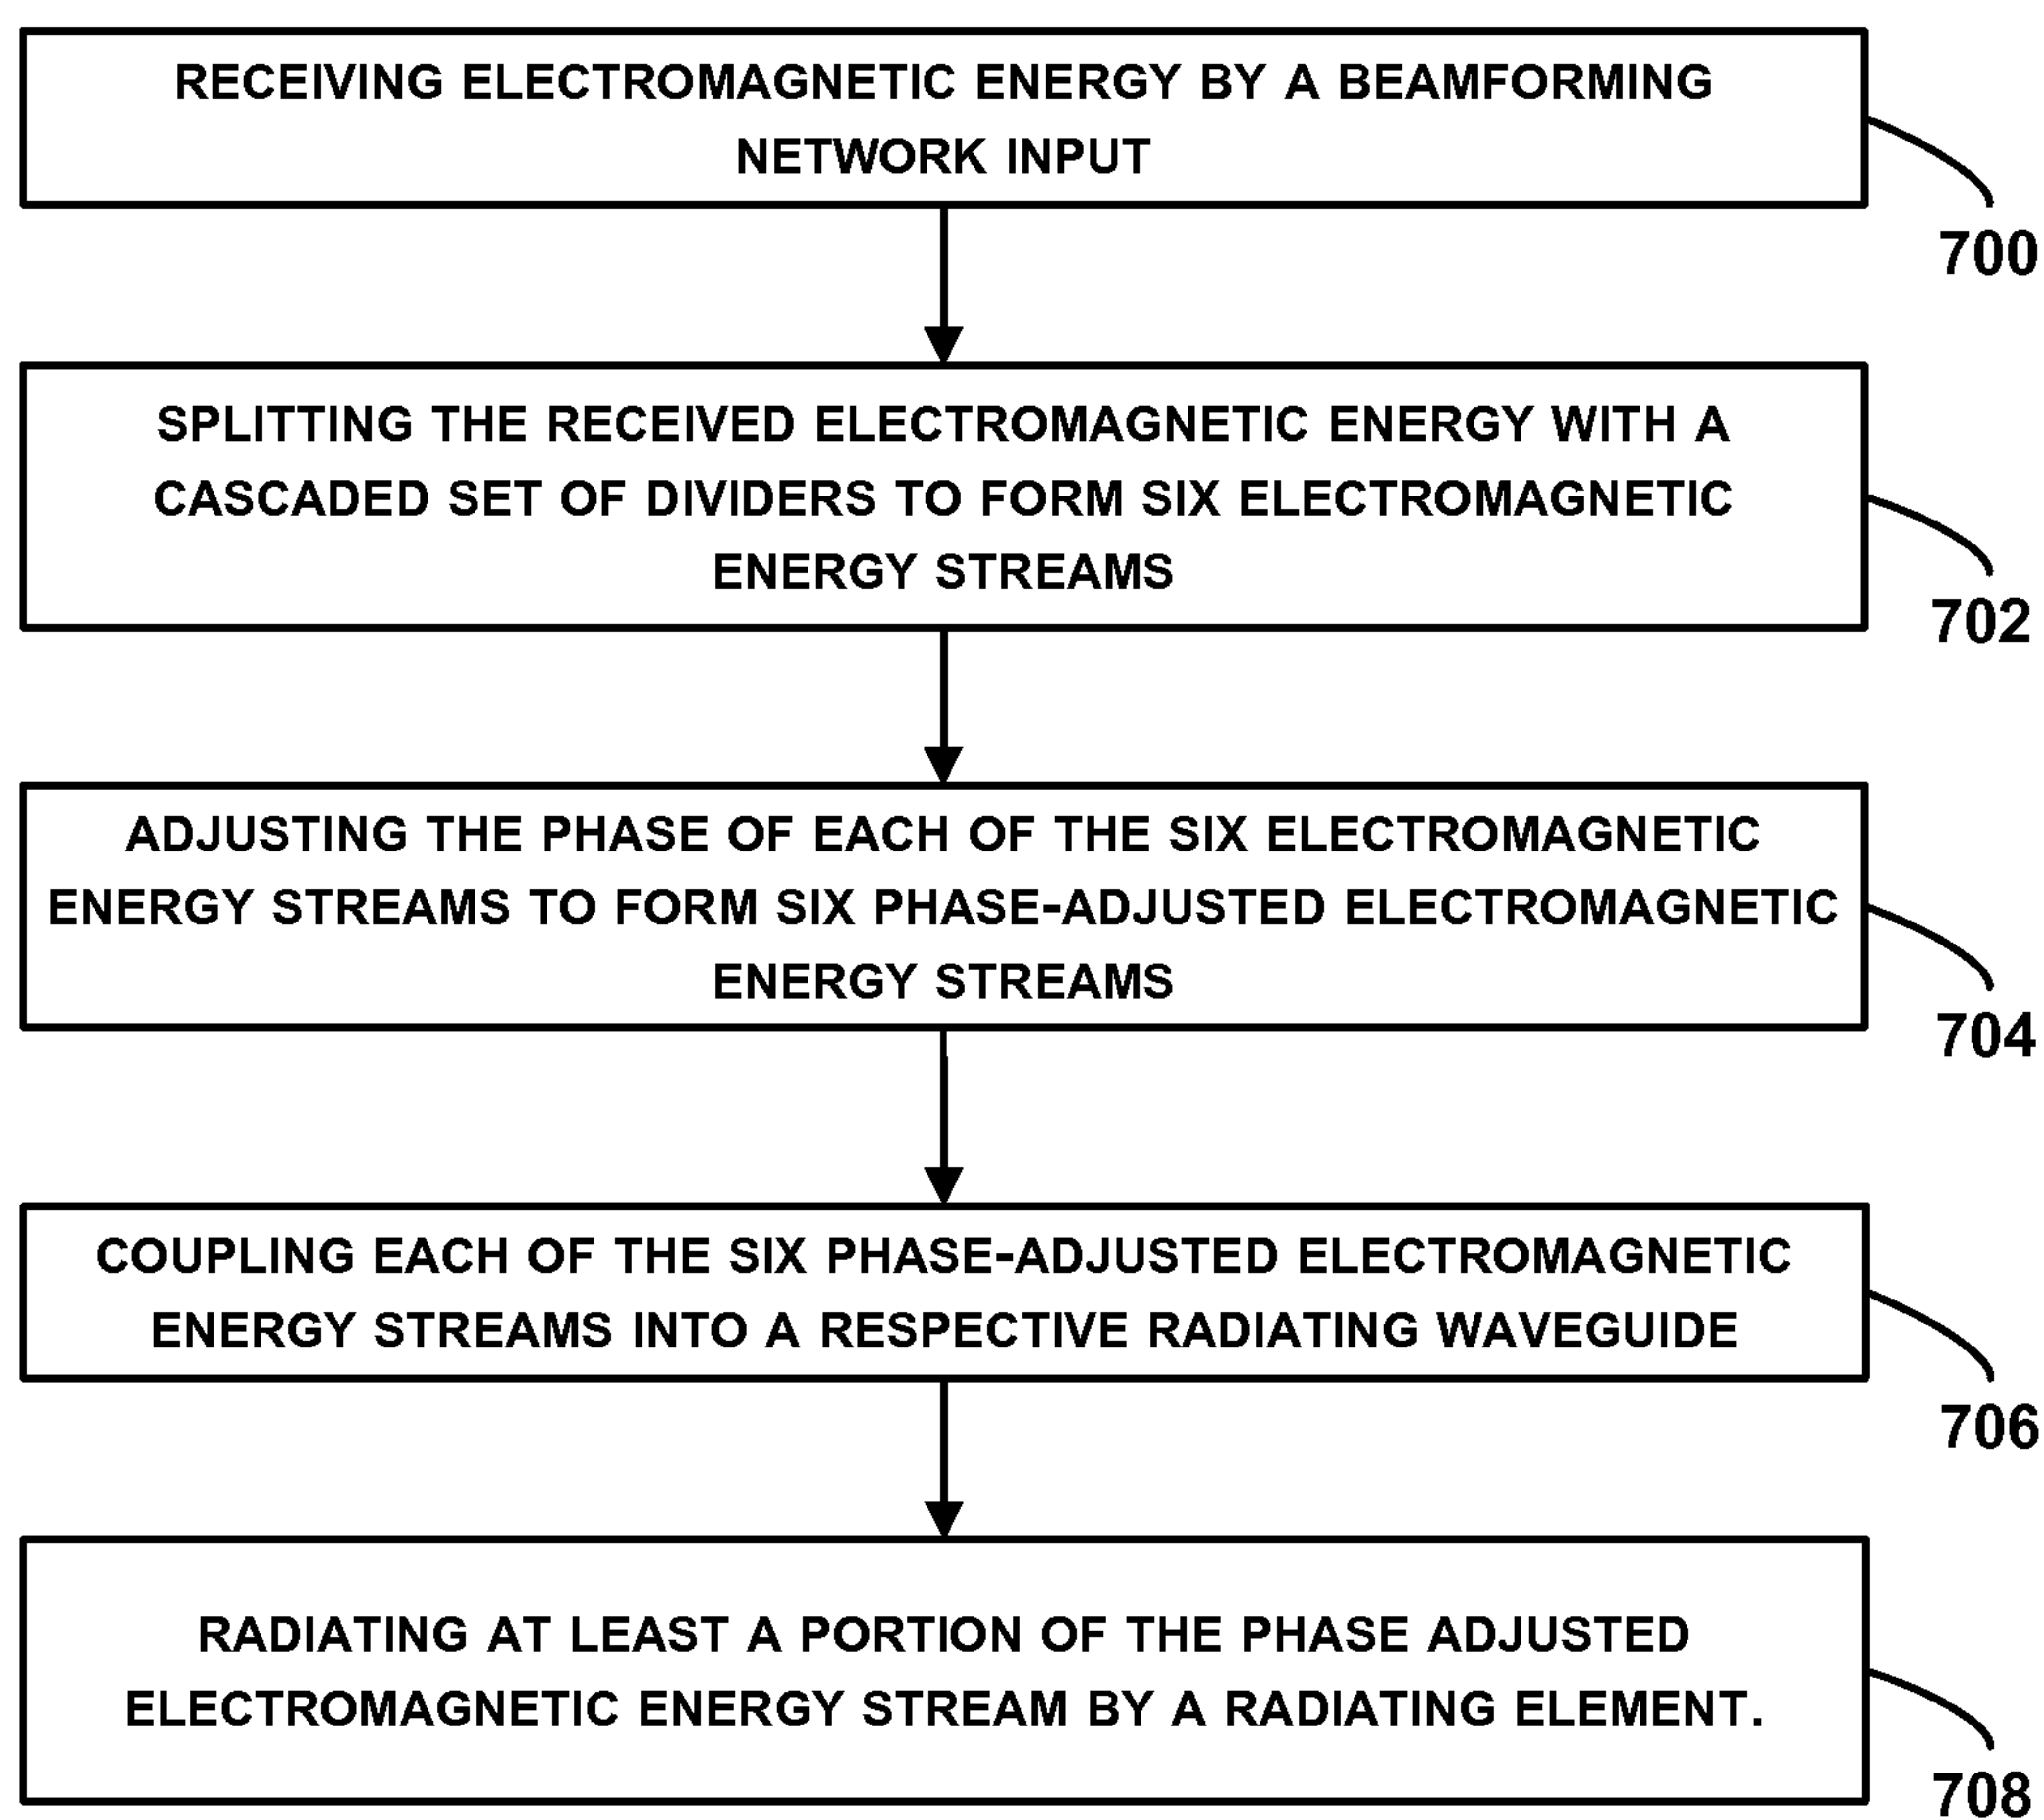 RECEIVING ELECTROMAGNETIC ENERGY BY A BEAMFORMING
NETWORK INPUT
700
SPLITTING THE RECEIVED ELECTROMAGNETIC ENERGY WITH A
CASCADED SET OF DIVIDERS TO FORM SIX ELECTROMAGNETIC
ENERGY STREAMS
702
ADJUSTING THE PHASE OF EACH OF THE SIX ELECTROMAGNETIC
ENERGY STREAMS TO FORM SIX PHASE-ADJUSTED ELECTROMAGNETIC
ENERGY STREAMS
704
COUPLING EACH OF THE SIX PHASE-ADJUSTED ELECTROMAGNETIC
ENERGY STREAMS INTO A RESPECTIVE RADIATING WAVEGUIDE
706
RADIATING AT LEAST A PORTION OF THE PHASE ADJUSTED
ELECTROMAGNETIC ENERGY STREAM BY A RADIATING ELEMENT.
708